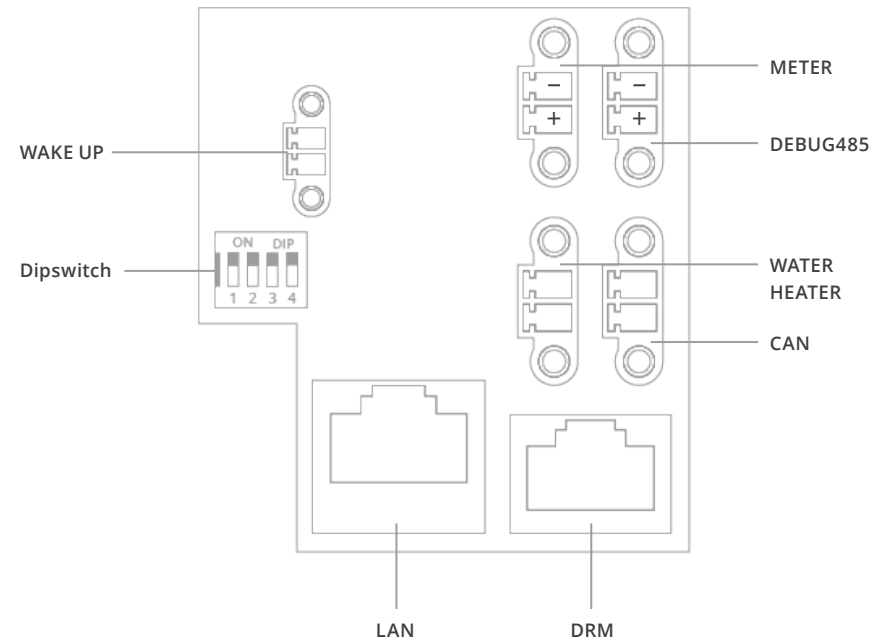 METER
−
−
+
+
DEBUG485
WAKE UP
ON DIP
1 2 3 4
Dipswitch
WATER
HEATER
CAN
LAN
DRM